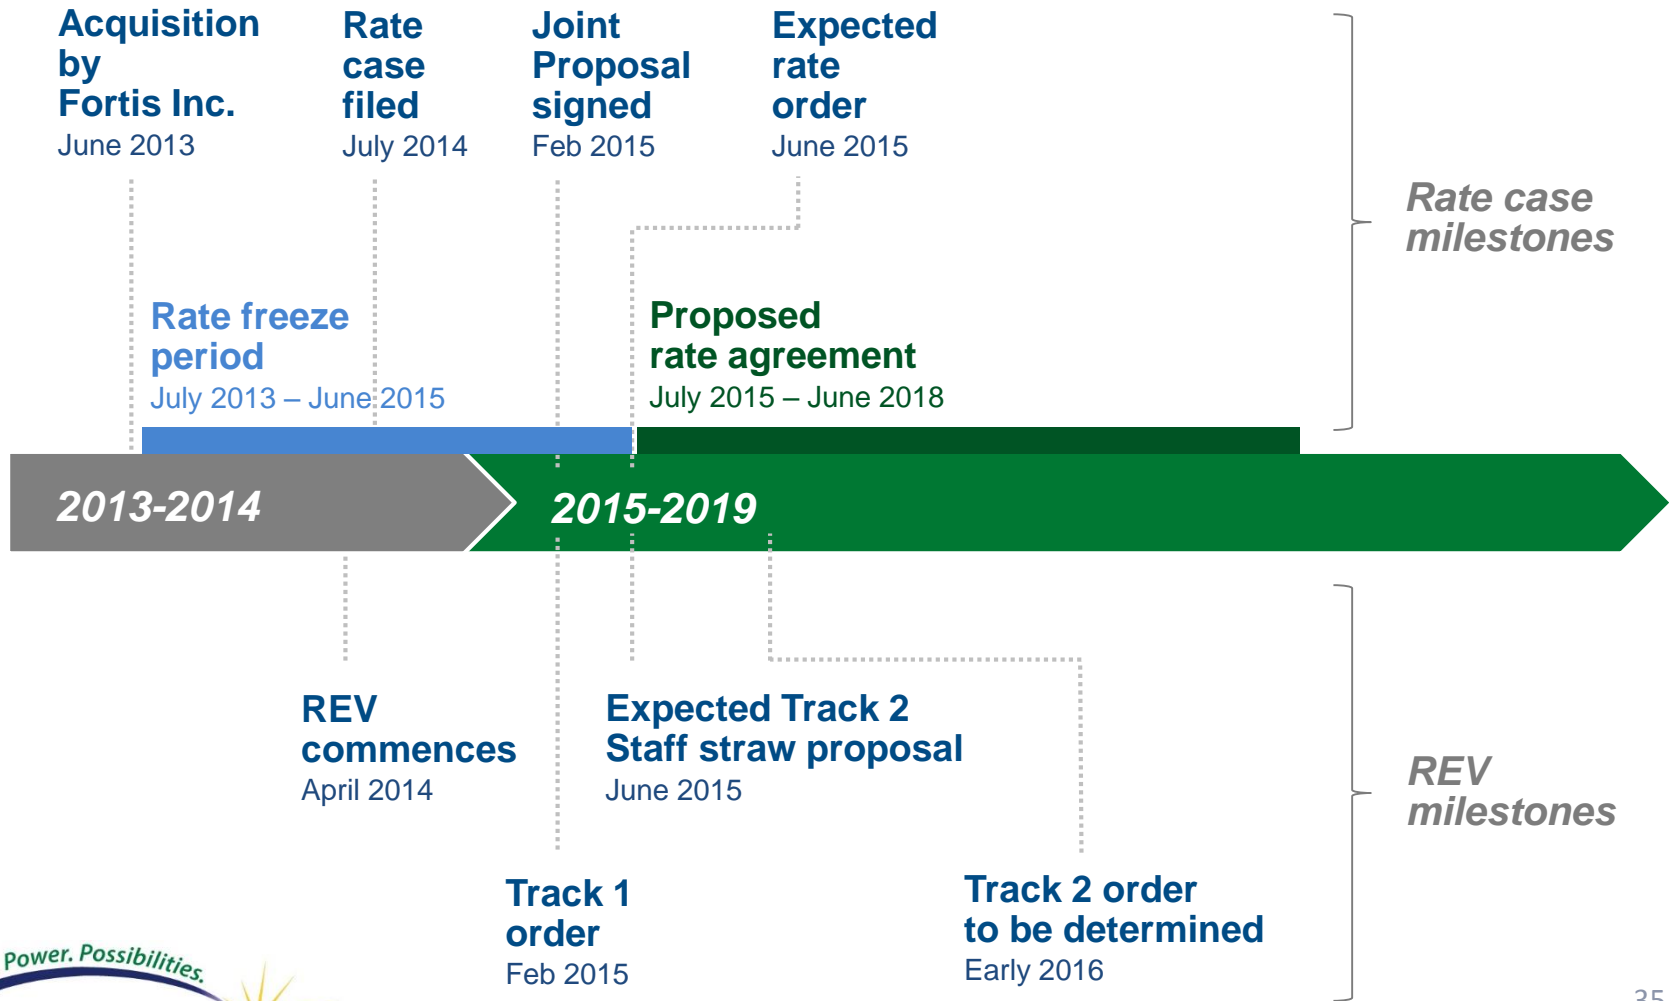 Acquisition
by
Fortis Inc.
June 2013
Rate
case
filed
July 2014
Joint
Proposal
signed
Feb 2015
Expected
rate
order
June 2015
Rate case
milestones
Rate freeze
period
July 2013 – June 2015
Proposed
rate agreement
July 2015 – June 2018
2013-2014
2015-2019
REV
commences
April 2014
Expected Track 2
Staff straw proposal
June 2015
REV
milestones
Track 1
order
Feb 2015
Track 2 order
to be determined
Early 2016
Power. Possibilities.
35